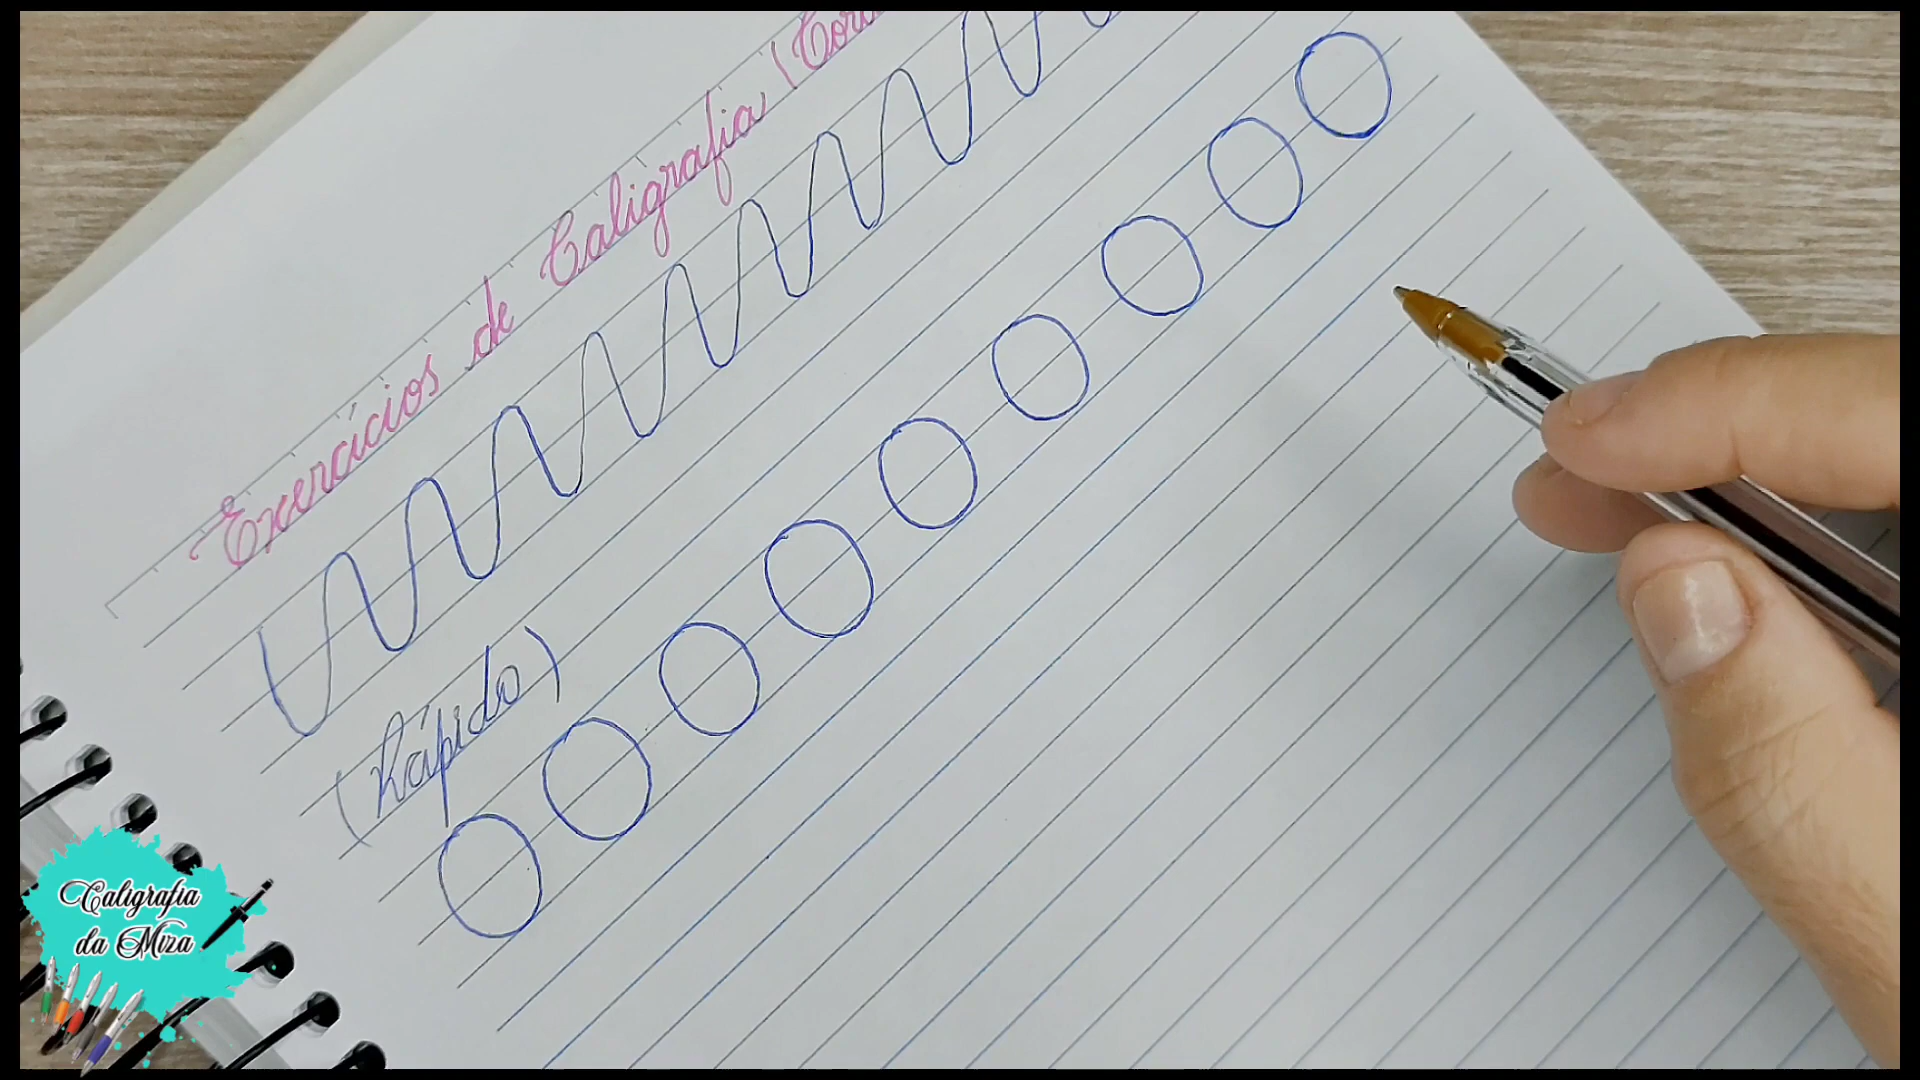 Exercícios de Caligrafia
(Rápido)
O O O O O O O O O
Caligrafia
da Miza